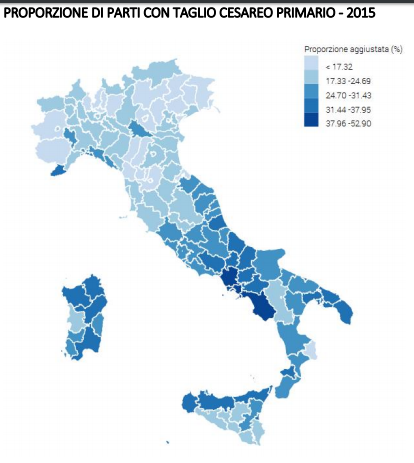 PROPORZIONE DI PARTI CON TAGLIO CESAREO PRIMARIO - 2015
Proporzione aggiustata (%)
< 17.32
17.33 -24.69
24.70 -31.43
31.44 -37.95
37.96 -52.90